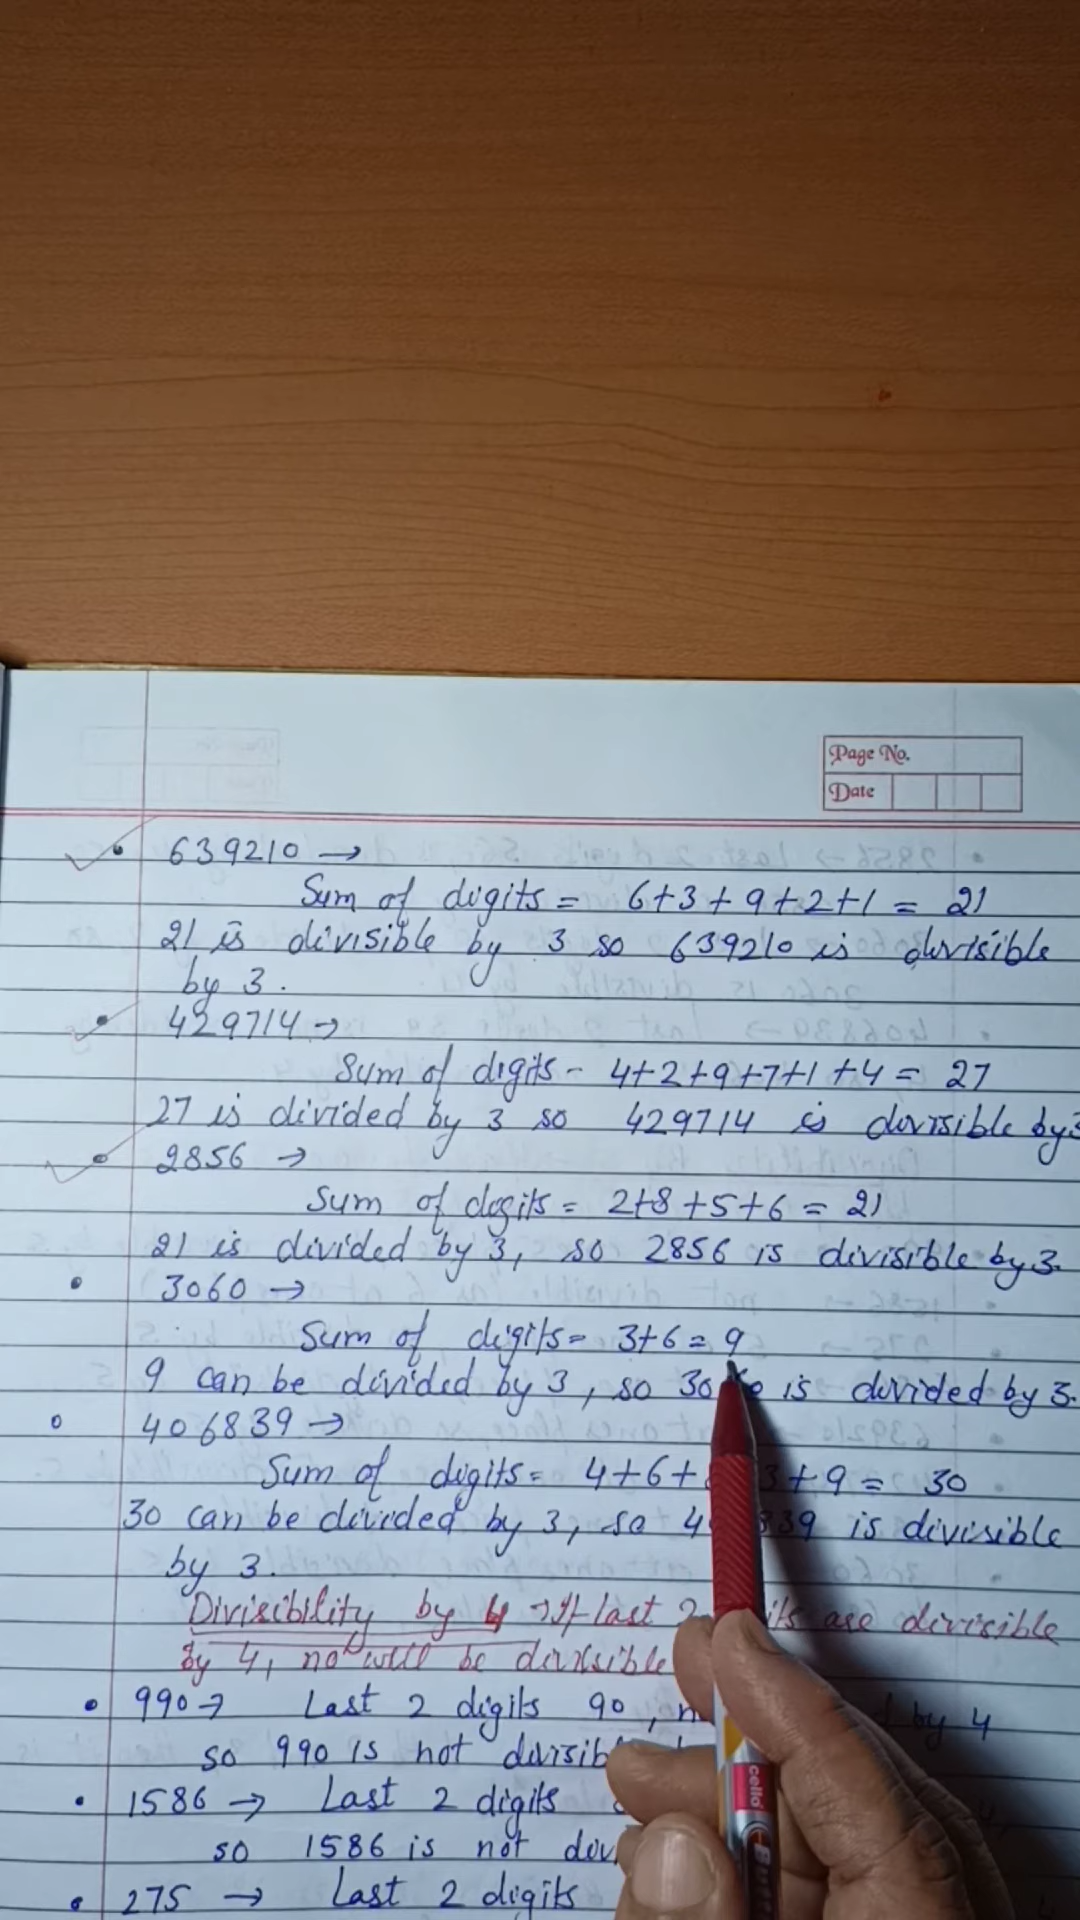 Page No.
Date
639210 →
Sum of digits = 6+3+9+2+1 = 21
21 is divisible by 3 so 639210 is divisible
by 3.
429714 →
Sum of digits - 4+2+9+7+1+4 = 27
27 is divided by 3 so 429714 is divisible by 3
2856 →
Sum of digits = 2+8+5+6 = 21
21 is divided by 3, so 2856 is divisible by 3.
3060 →
Sum of digits = 3+6 = 9
9 can be divided by 3, so 30 0 is divided by 3.
406839 →
Sum of digits = 4+6+ 3+9 = 30
30 can be divided by 3, so 4 839 is divisible
by 3.
Divisibility by 4 → If last 2 its are divisible
by 4, no will be divisible
990 → Last 2 digits 90, by 4
so 990 is not
1586 → Last 2 digits
so 1586 is not
275 → Last 2 digits
cello